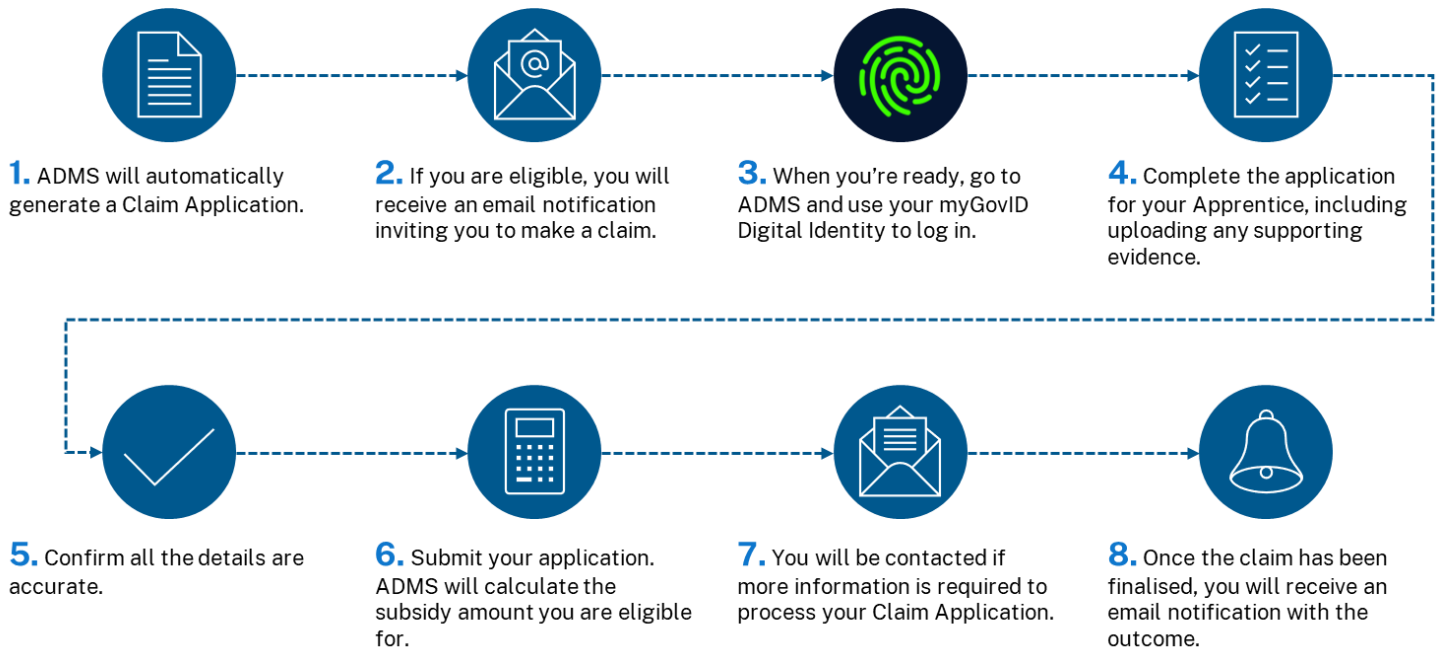 @
1. ADMS will automatically
generate a Claim Application.
2. If you are eligible, you will
receive an email notification
inviting you to make a claim.
3. When you’re ready, go to
ADMS and use your myGovID
Digital Identity to log in.
4. Complete the application
for your Apprentice, including
uploading any supporting
evidence.
5. Confirm all the details are
accurate.
6. Submit your application.
ADMS will calculate the
subsidy amount you are eligible
for.
7. You will be contacted if
more information is required to
process your Claim Application.
8. Once the claim has been
finalised, you will receive an
email notification with the
outcome.